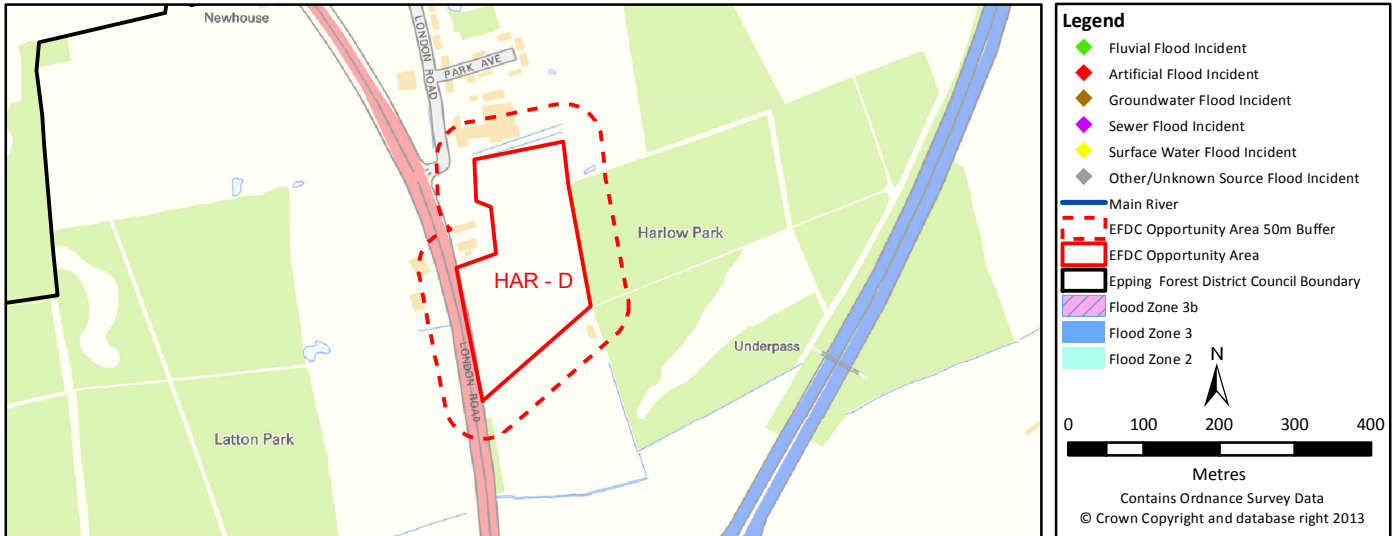 Newhouse
LONDON ROAD
PARK AVE
Harlow Park
HAR - D
Underpass
LONDON ROAD
Latton Park
Legend
Fluvial Flood Incident
Artificial Flood Incident
Groundwater Flood Incident
Sewer Flood Incident
Surface Water Flood Incident
Other/Unknown Source Flood Incident
Main River
EFDC Opportunity Area 50m Buffer
EFDC Opportunity Area
Epping Forest District Council Boundary
Flood Zone 3b
Flood Zone 3
Flood Zone 2
N
0 100 200 300 400
Metres
Contains Ordnance Survey Data
© Crown Copyright and database right 2013